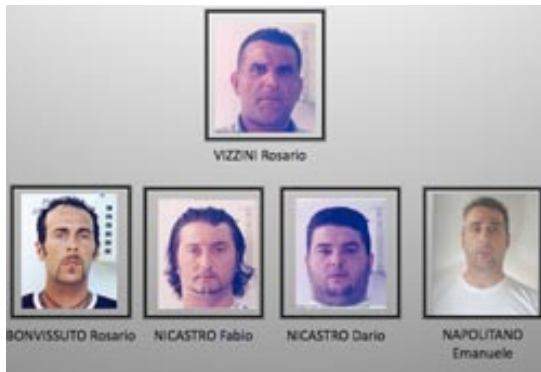 VIZZINI Rosario
BONVISSUTO Rosario
NICASTRO Fabio
NICASTRO Dario
NAPOLITANO
Emanuele